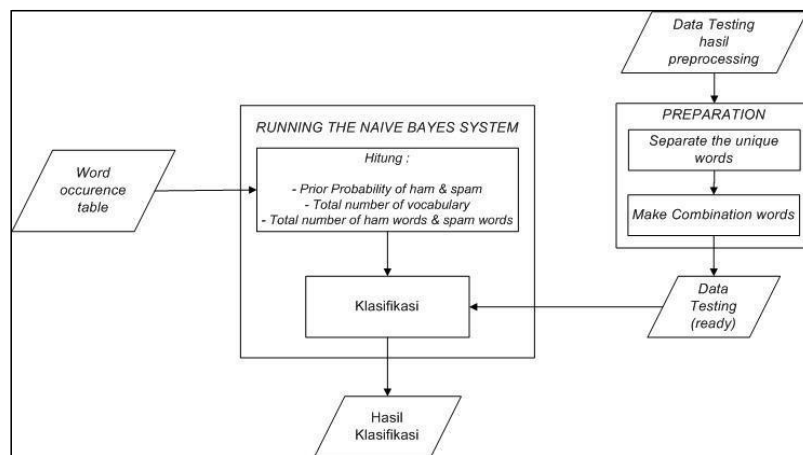 Data Testing
hasil
preprocessing
PREPARATION
Separate the unique
words
Make Combination words
Data
Testing
(ready)
RUNNING THE NAIVE BAYES SYSTEM
Hitung :
- Prior Probability of ham & spam
- Total number of vocabulary
- Total number of ham words & spam words
Word
occurence
table
Klasifikasi
Hasil
Klasifikasi